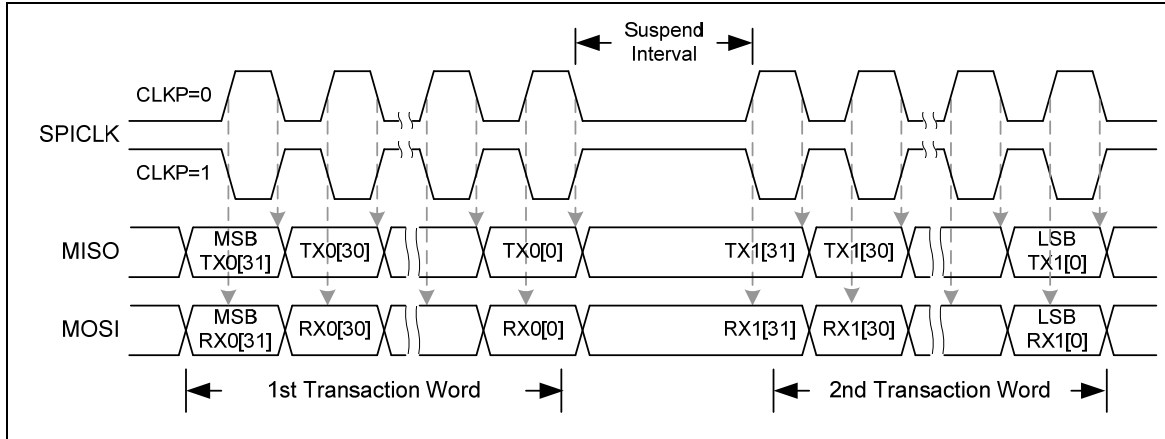 Suspend
Interval
CLKP=0
SPICLK
CLKP=1
MISO
MSB
TX0[31]
TX0[30]
TX0[0]
TX1[31]
TX1[30]
LSB
TX1[0]
MOSI
MSB
RX0[31]
RX0[30]
RX0[0]
RX1[31]
RX1[30]
LSB
RX1[0]
1st Transaction Word
2nd Transaction Word